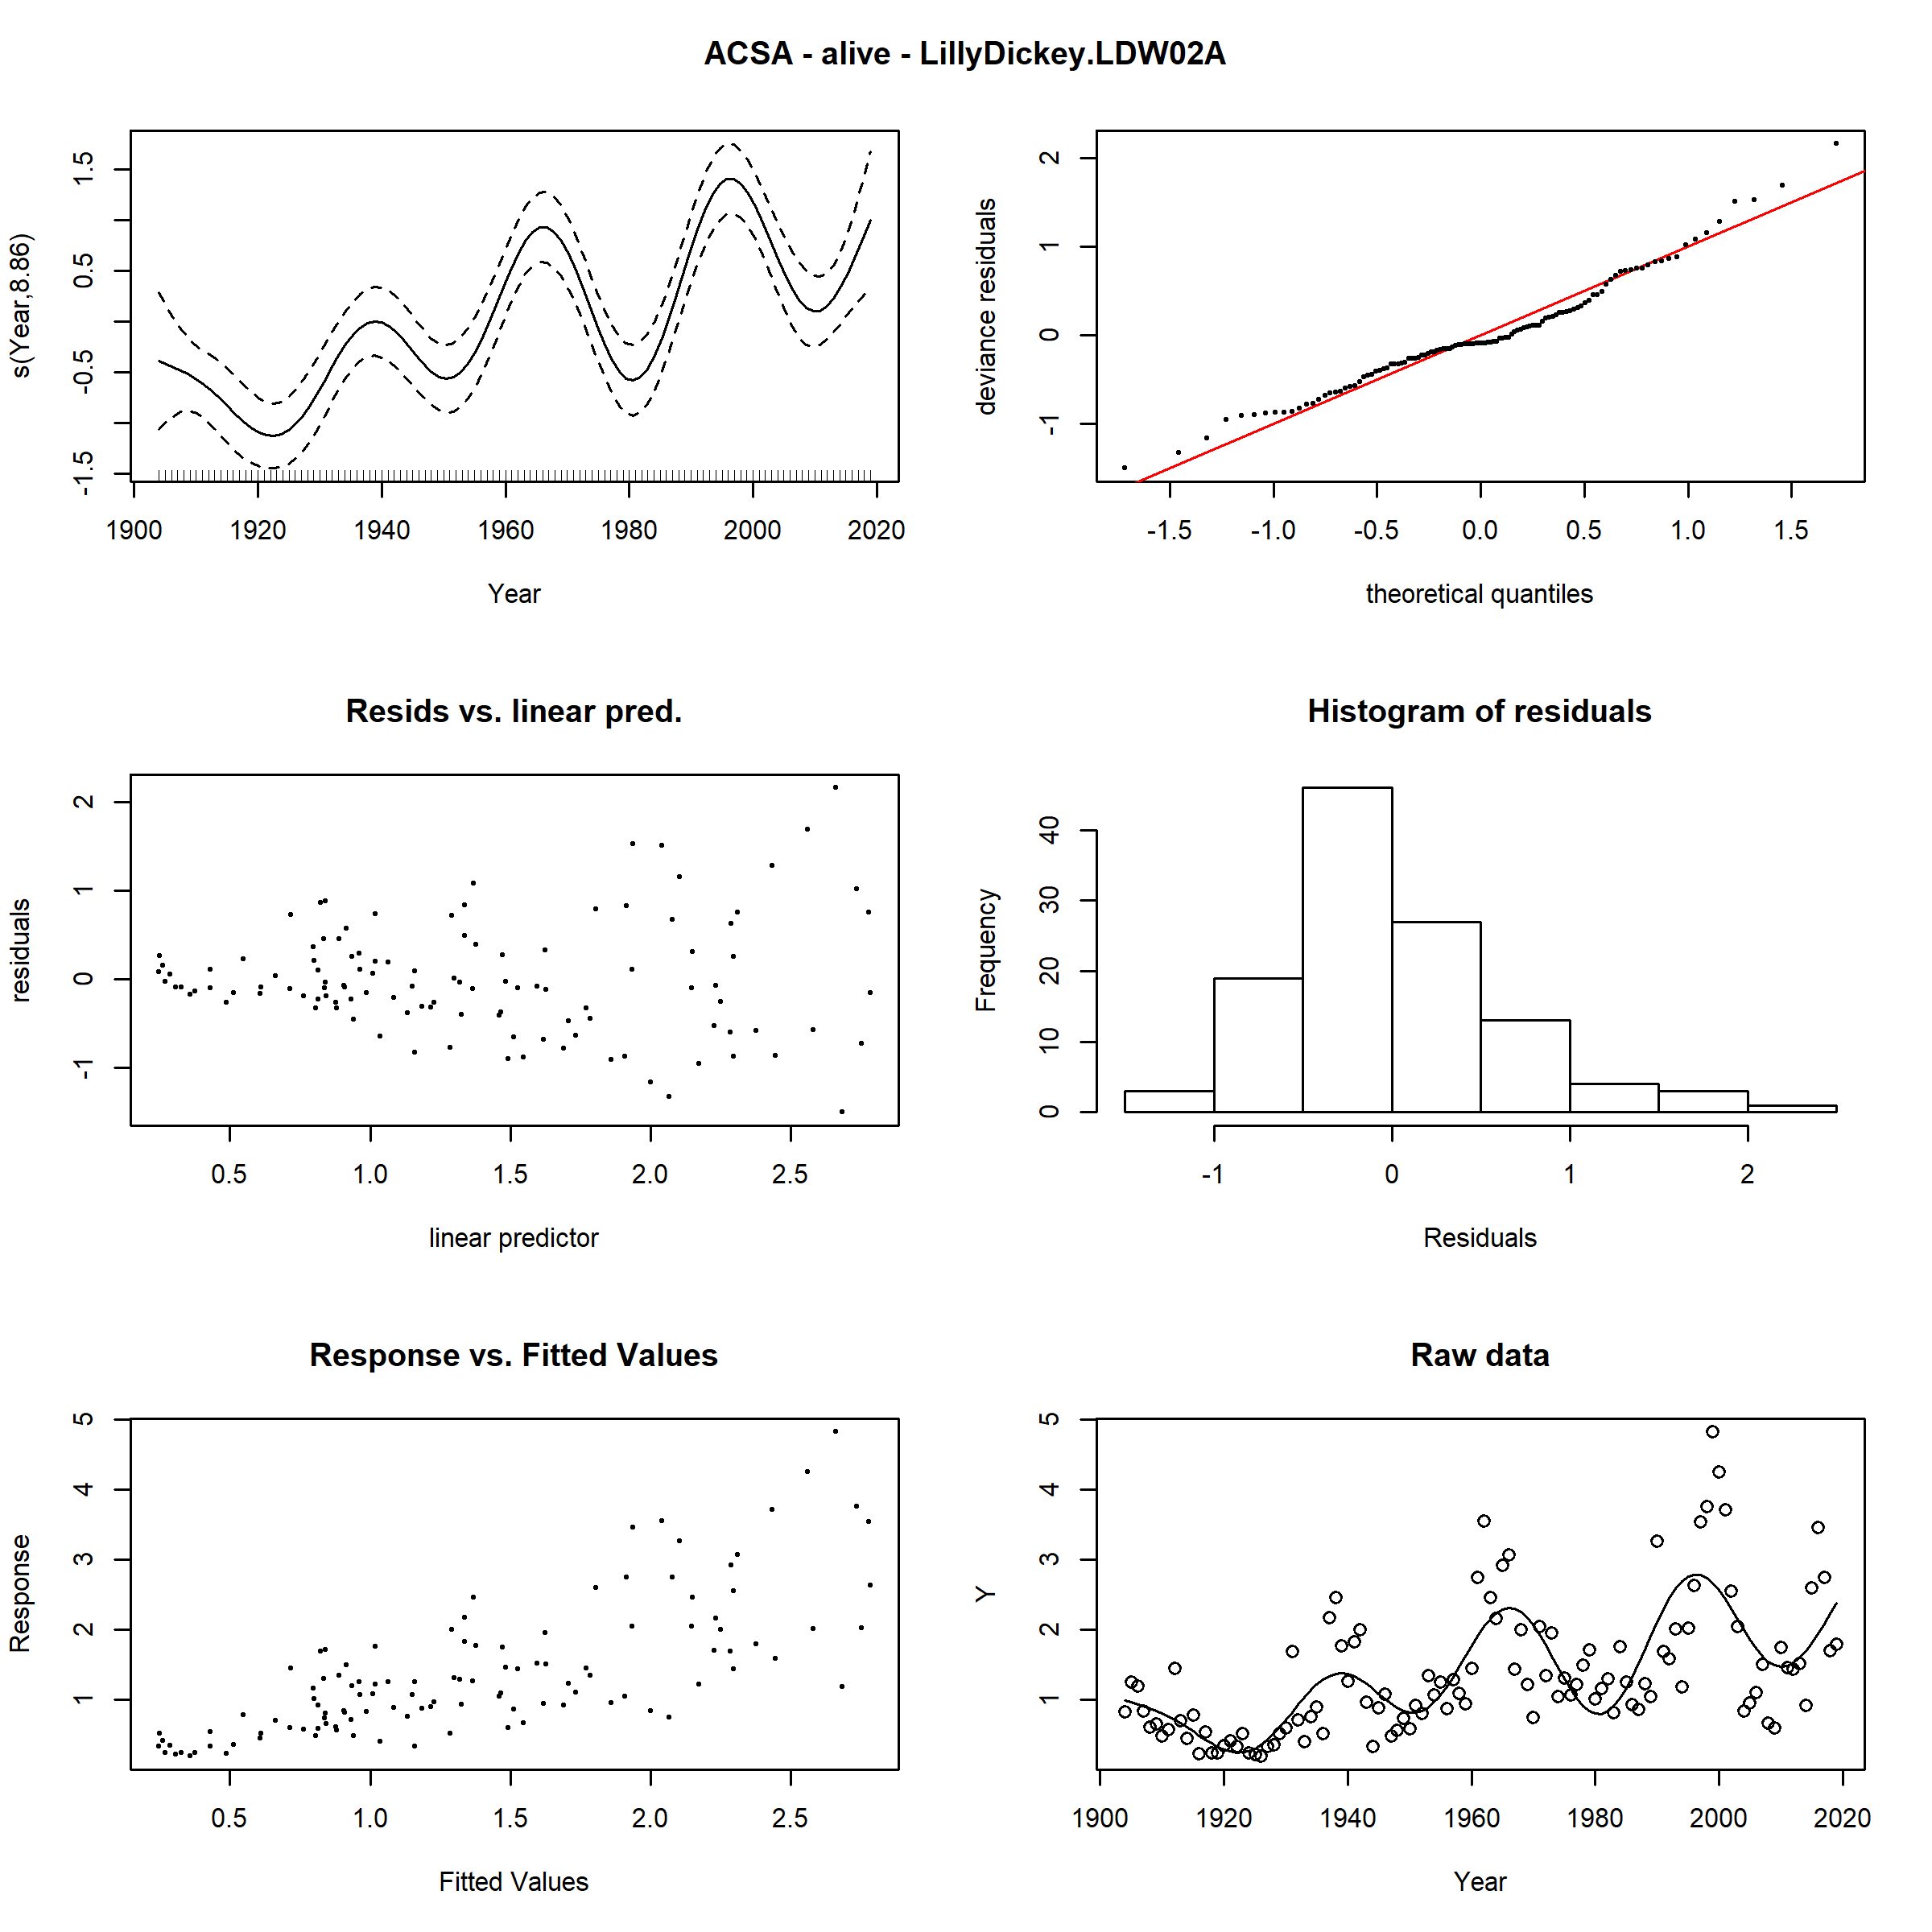 ACSA - alive - LillyDickey.LDW02A
s(Year,8.86)
-1.5 -0.5 0.5 1.5
1900 1920 1940 1960 1980 2000 2020
Year
deviance residuals
-1 0 1 2
-1.5 -1.0 -0.5 0.0 0.5 1.0 1.5
theoretical quantiles
Resids vs. linear pred.
residuals
-1 0 1 2
0.5 1.0 1.5 2.0 2.5
linear predictor
Histogram of residuals
Frequency
0 10 20 30 40
-1 0 1 2
Residuals
Response vs. Fitted Values
Response
1 2 3 4 5
0.5 1.0 1.5 2.0 2.5
Fitted Values
Raw data
Y
1 2 3 4 5
1900 1920 1940 1960 1980 2000 2020
Year